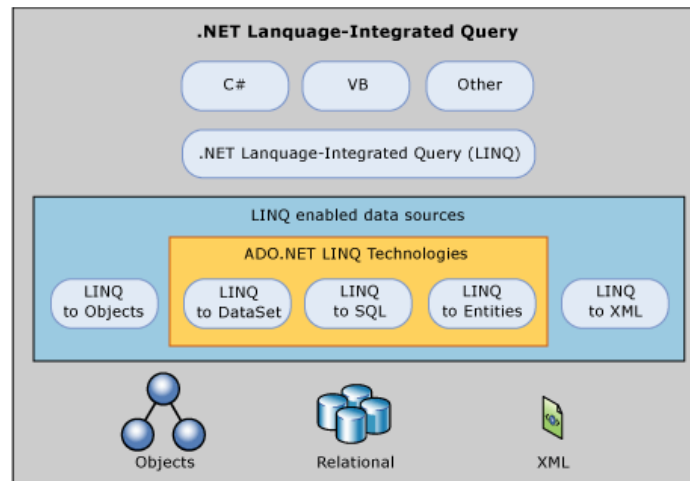 .NET Lanquage-Integrated Query
C#
VB
Other
.NET Lanquage-Integrated Query (LINQ)
LINQ enabled data sources
ADO.NET LINQ Technologies
LINQ
to Objects
LINQ
to DataSet
LINQ
to SQL
LINQ
to Entities
LINQ
to XML
Objects
Relational
XML